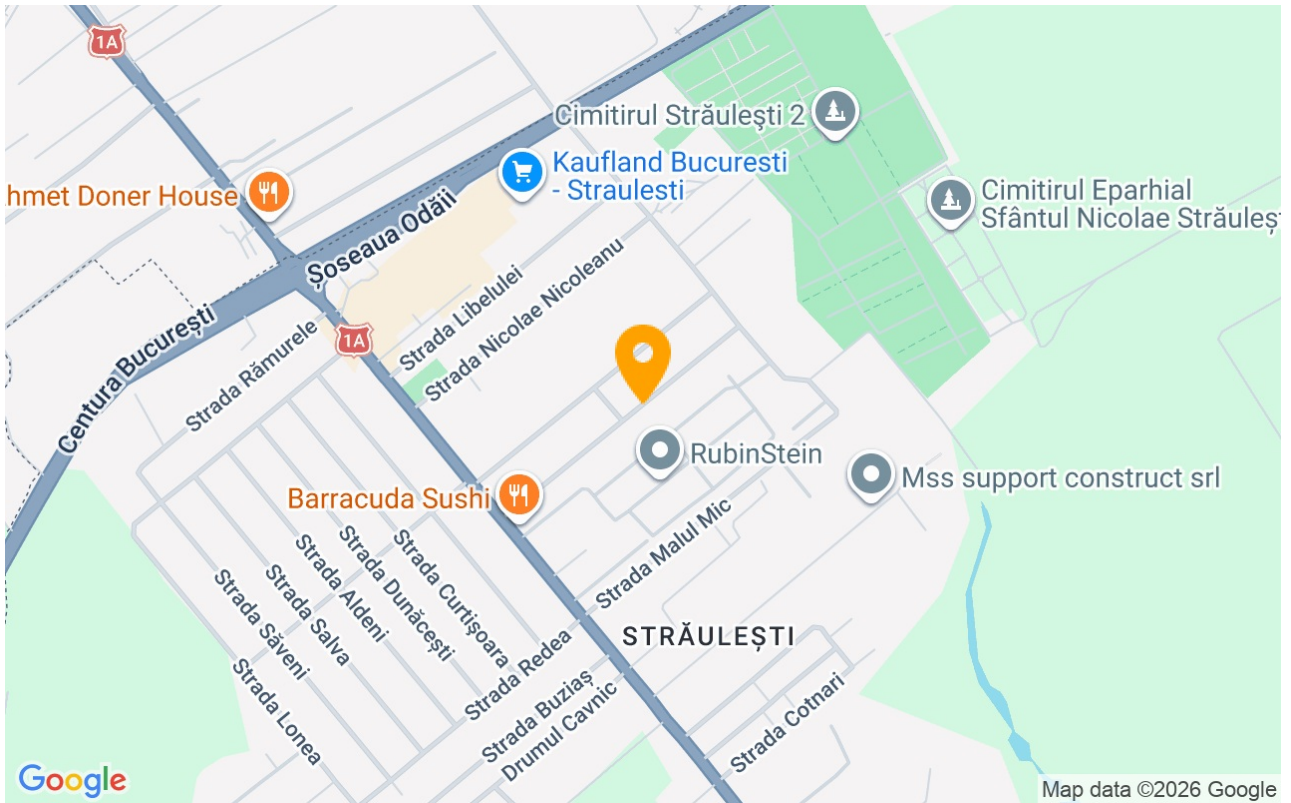 1A
Cimitirul Străulești 2
Kaufland Bucuresti
- Straulesti
hmet Doner House
Cimitirul Eparhial
Sfântul Nicolae Străuleș
Șoseaua Odăii
Centura București
1A
Strada Rămurele
Strada Libelulei
Strada Nicolae Nicoleanu
RubinStein
Mss support construct srl
Barracuda Sushi
Strada Malul Mic
Strada Curtișoara
Strada Dunăcești
Strada Aldeni
Strada Salva
Strada Săveni
Strada Lonea
STRĂULEȘTI
Strada Redea
Strada Buziaș
Drumul Cavnic
Strada Cotnari
Google
Map data ©2026 Google